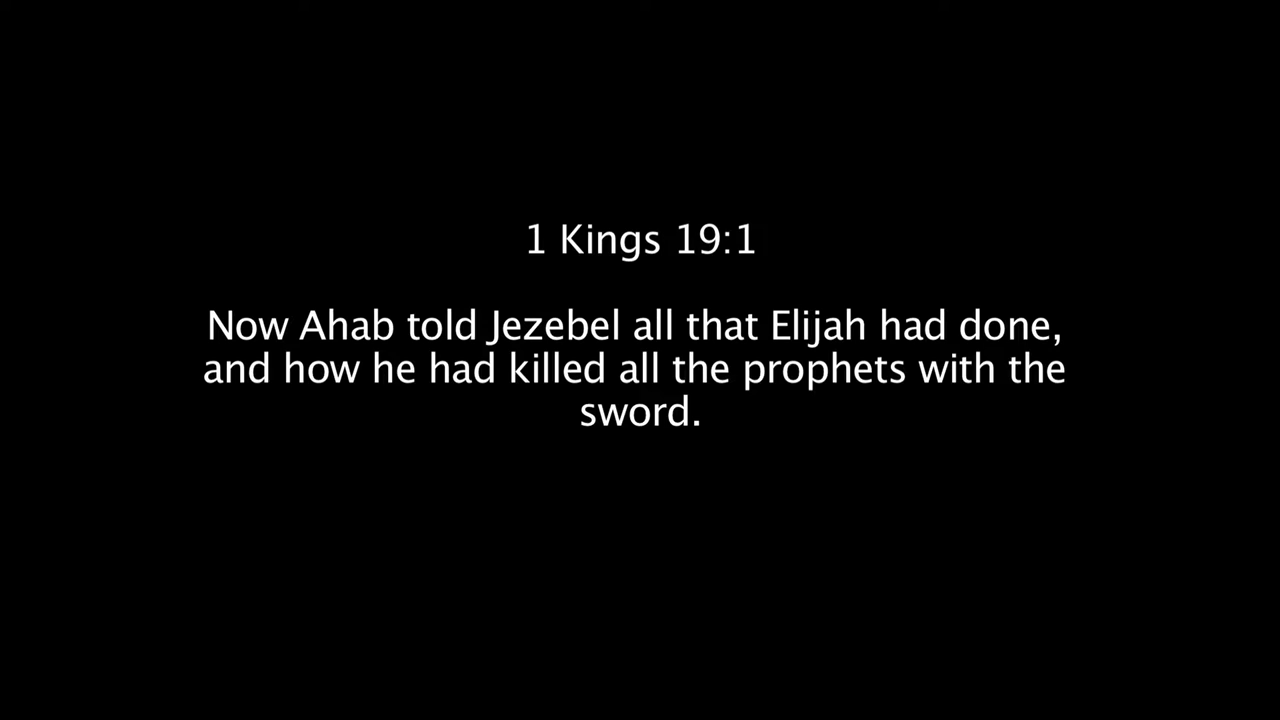 1 Kings 19:1
Now Ahab told Jezebel all that Elijah had done,
and how he had killed all the prophets with the
sword.